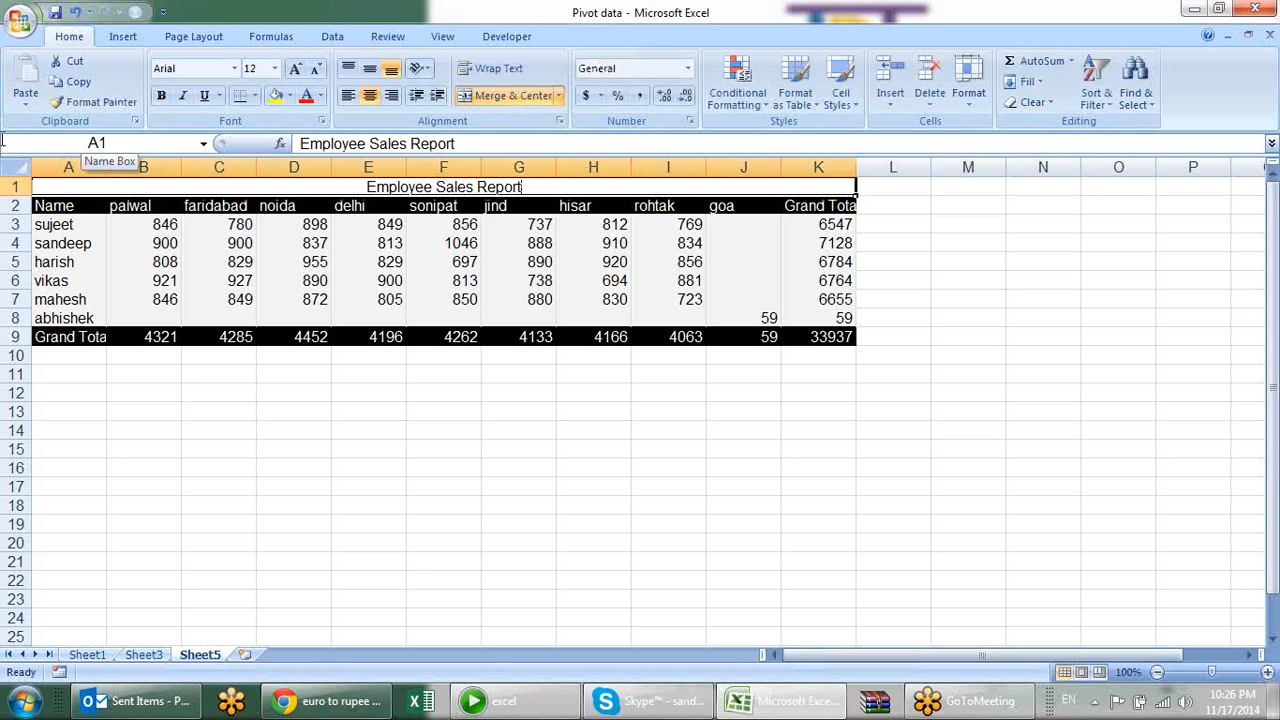 Pivot data - Microsoft Excel
Home Insert Page Layout Formulas Data Review View Developer
Paste Cut Copy Format Painter Clipboard
Arial 12 B I U A A A Font
Wrap Text Merge & Center Alignment
General $ % , .0 .00 .00 .0 Number
Conditional Formatting Format as Table Cell Styles Styles
Insert Delete Format Cells
Σ AutoSum Fill Clear Sort & Filter Find & Select Editing
A1 fx Employee Sales Report
Name Box
A B C D E F G H I J K L M N O P
1 Employee Sales Report
2 Name palwal faridabad noida delhi sonipat jind hisar rohtak goa Grand Tota
3 sujeet 846 780 898 849 856 737 812 769 6547
4 sandeep 900 900 837 813 1046 888 910 834 7128
5 harish 808 829 955 829 697 890 920 856 6784
6 vikas 921 927 890 900 813 738 694 881 6764
7 mahesh 846 849 872 805 850 880 830 723 6655
8 abhishek 59 59
9 Grand Tota 4321 4285 4452 4196 4262 4133 4166 4063 59 33937
10
11
12
13
14
15
16
17
18
19
20
21
22
23
24
25
Sheet1 Sheet3 Sheet5
Ready 100%
Sent Items - P... euro to rupee ... excel Skype™ - sand... Microsoft Exce... GoToMeeting EN 10:26 PM
11/17/2014